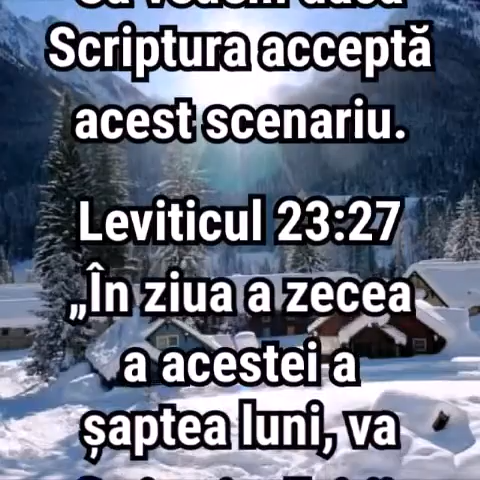 Scriptura acceptă
acest scenariu.
Leviticul 23:27
„În ziua a zecea
a acestei a
șaptea luni, va